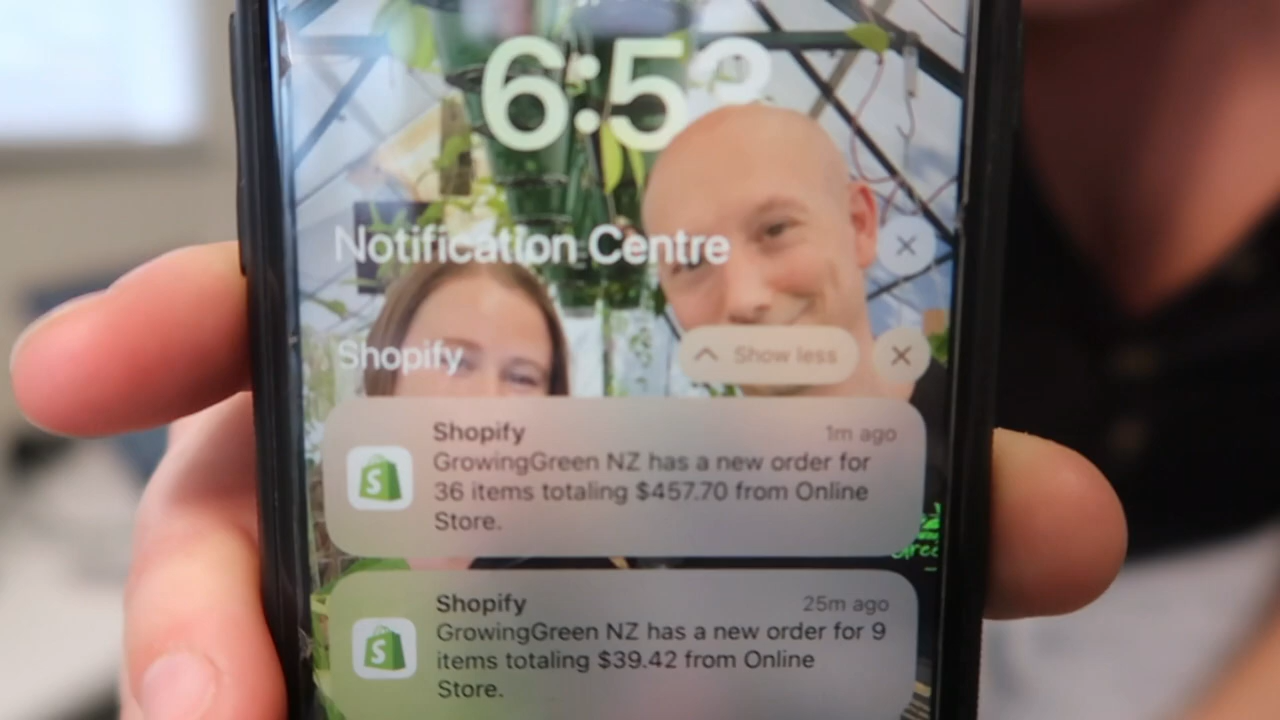 Notification Centre
Shopify
Show less
Shopify
1m ago
GrowingGreen NZ has a new order for
36 items totaling $457.70 from Online
Store.
Shopify
25m ago
GrowingGreen NZ has a new order for 9
items totaling $39.42 from Online
Store.